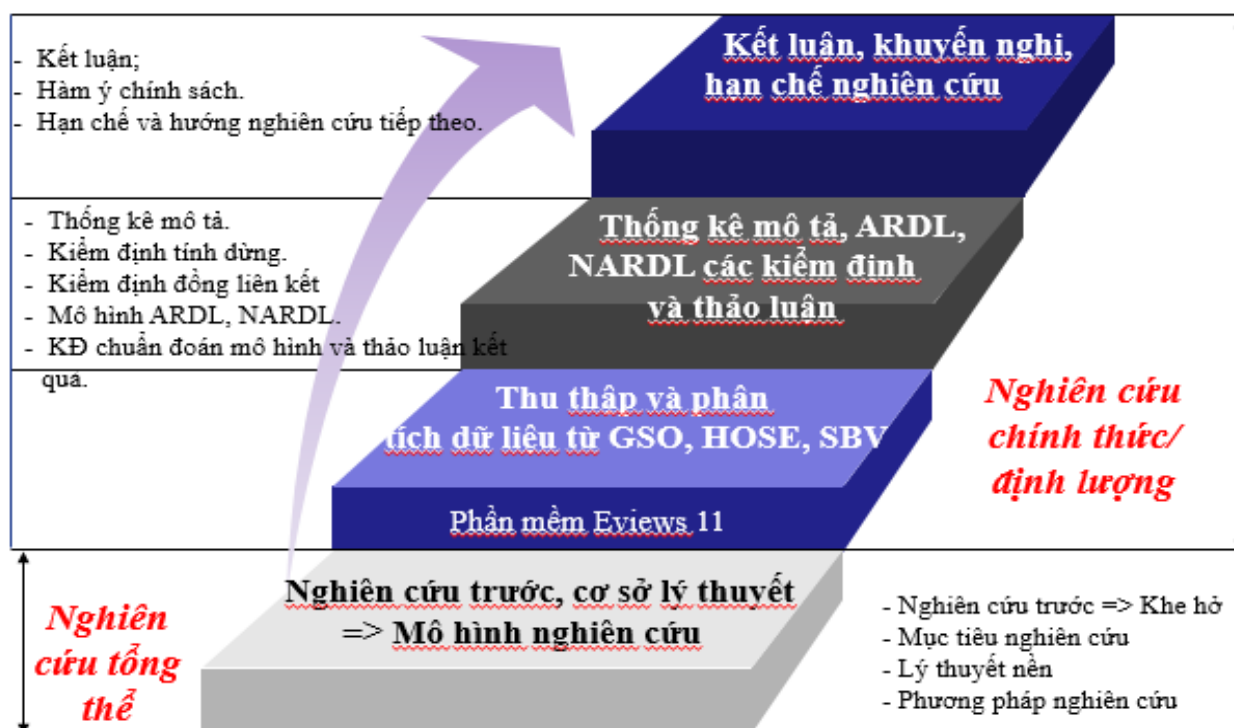 - Kết luận;
- Hàm ý chính sách.
- Hạn chế và hướng nghiên cứu tiếp theo.
Kết luận, khuyến nghị,
hạn chế nghiên cứu
- Thống kê mô tả.
- Kiểm định tính dừng.
- Kiểm định đồng liên kết
- Mô hình ARDL, NARDL.
- KĐ chuẩn đoán mô hình và thảo luận kết
quả.
Thống kê mô tả, ARDL,
NARDL các kiểm định
và thảo luận
Thu thập và phân
tích dữ liệu từ GSO, HOSE, SBV
Phần mềm Eviews 11
Nghiên cứu
chính thức/
định lượng
Nghiên cứu tổng
thể
Nghiên cứu trước, cơ sở lý thuyết
=> Mô hình nghiên cứu
- Nghiên cứu trước => Khe hở
- Mục tiêu nghiên cứu
- Lý thuyết nền
- Phương pháp nghiên cứu